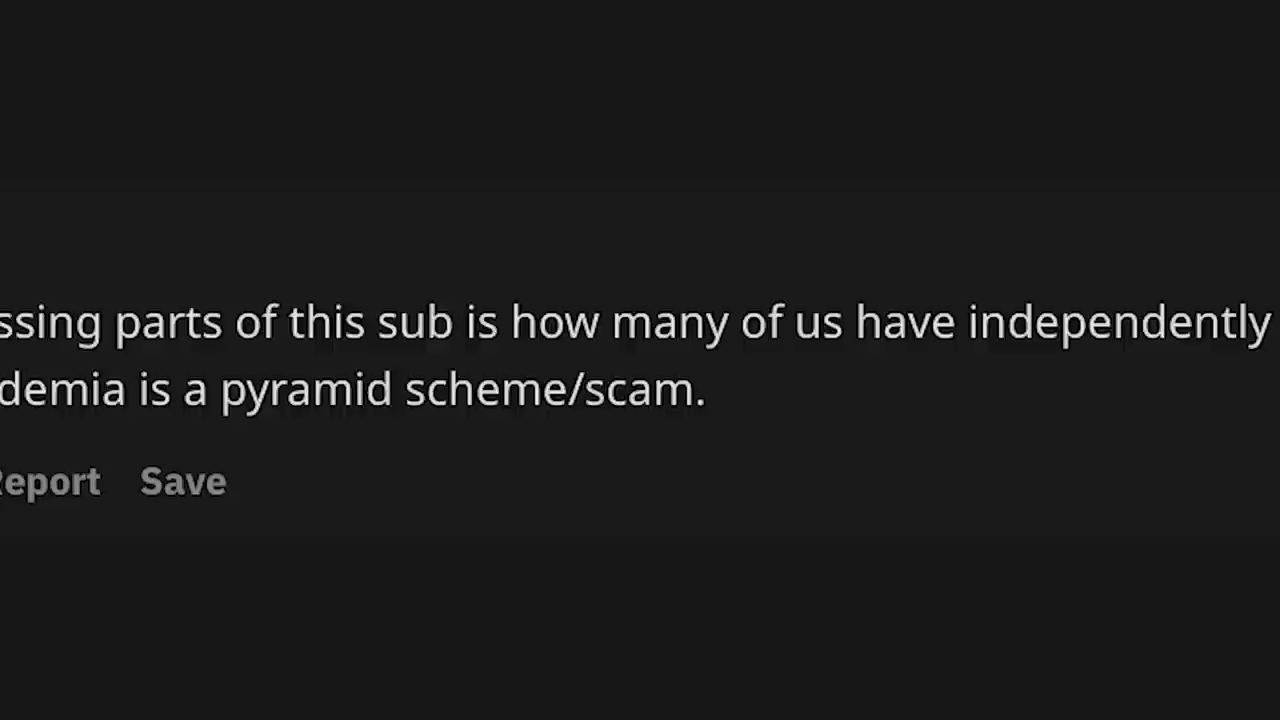 ssing parts of this sub is how many of us have independently
demia is a pyramid scheme/scam.
Report Save